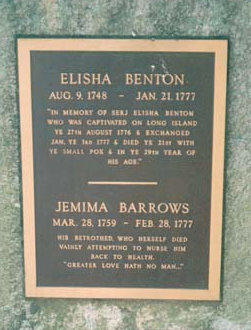 ELISHA BENTON
AUG. 9, 1748 - JAN. 21, 1777
"IN MEMORY OF SERJ ELISHA BENTON
WHO WAS CAPTIVATED ON LONG ISLAND
YE 27TH AUGUST 1776 & EXCHANGED
JAN. YE 3RD 1777 & DIED YE 21ST WITH
YE SMALL POX & IN YE 29TH YEAR OF
HIS AGE."
JEMIMA BARROWS
MAR. 28, 1759 - FEB. 28, 1777
HIS BETROTHED, WHO HERSELF DIED
VAINLY ATTEMPTING TO NURSE HIM
BACK TO HEALTH.
"GREATER LOVE HATH NO MAN..."